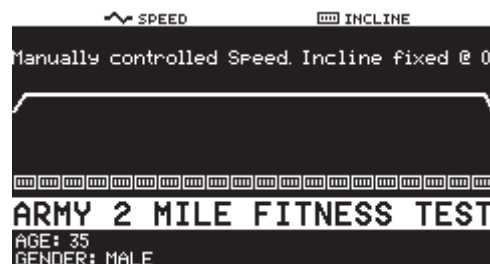 SPEED INCLINE
Manually controlled Speed. Incline fixed @ 0
ARMY 2 MILE FITNESS TEST
AGE: 35
GENDER: MALE